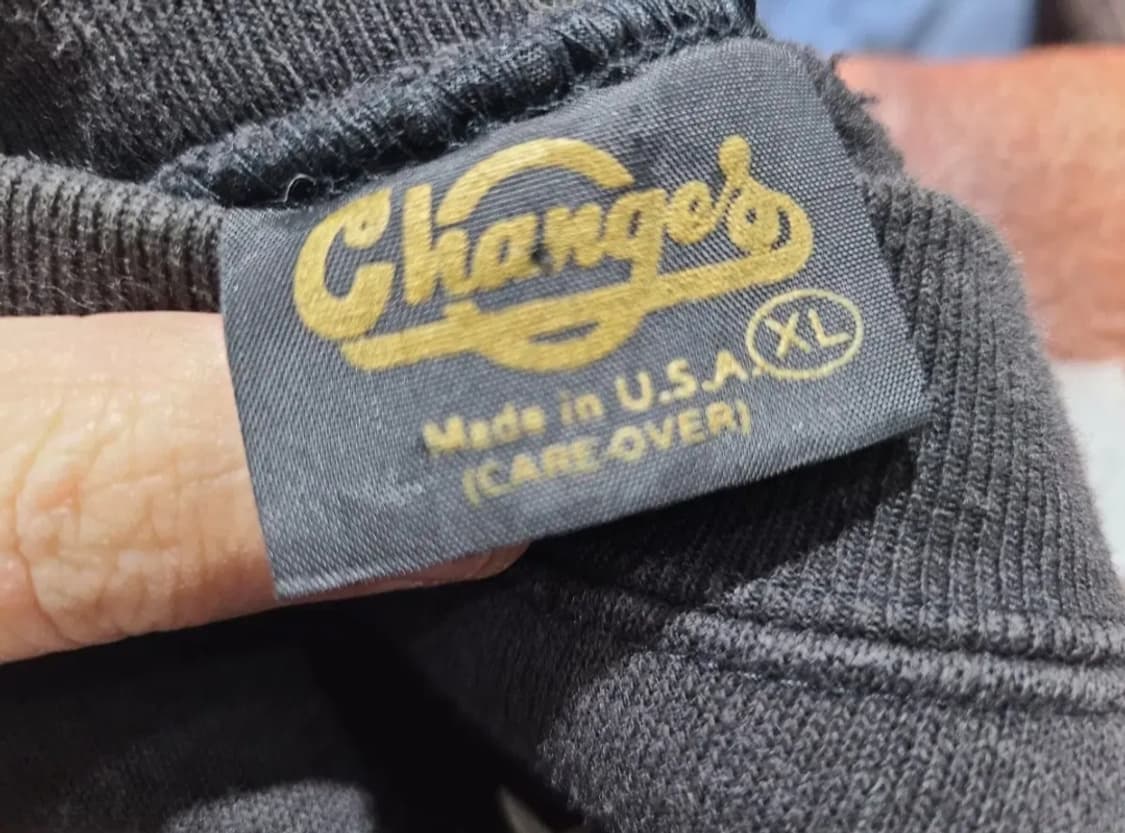 Changes
XL
Made in U.S.A.
(CARE-OVER)